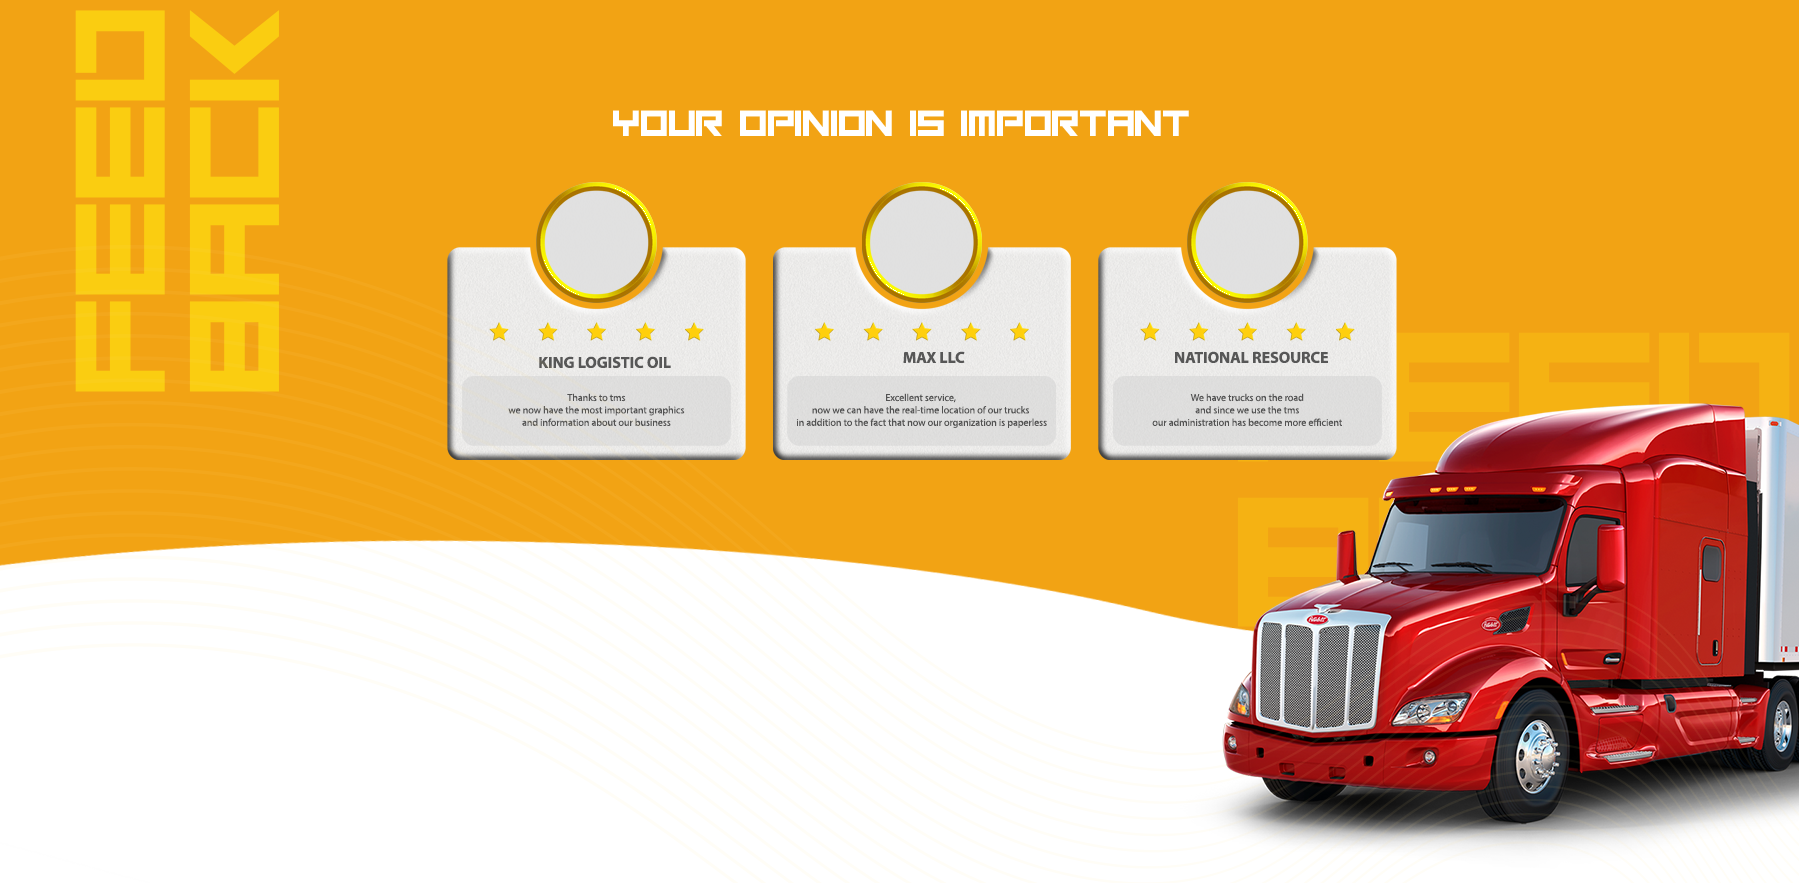 FEED
BACK
YOUR OPINION IS IMPORTANT
KING LOGISTIC OIL
Thanks to tms
we now have the most important graphics
and information about our business
MAX LLC
Excellent service,
now we can have the real-time location of our trucks
in addition to the fact that now our organization is paperless
NATIONAL RESOURCE
We have trucks on the road
and since we use the tms
our administration has become more efficient
Peterbilt